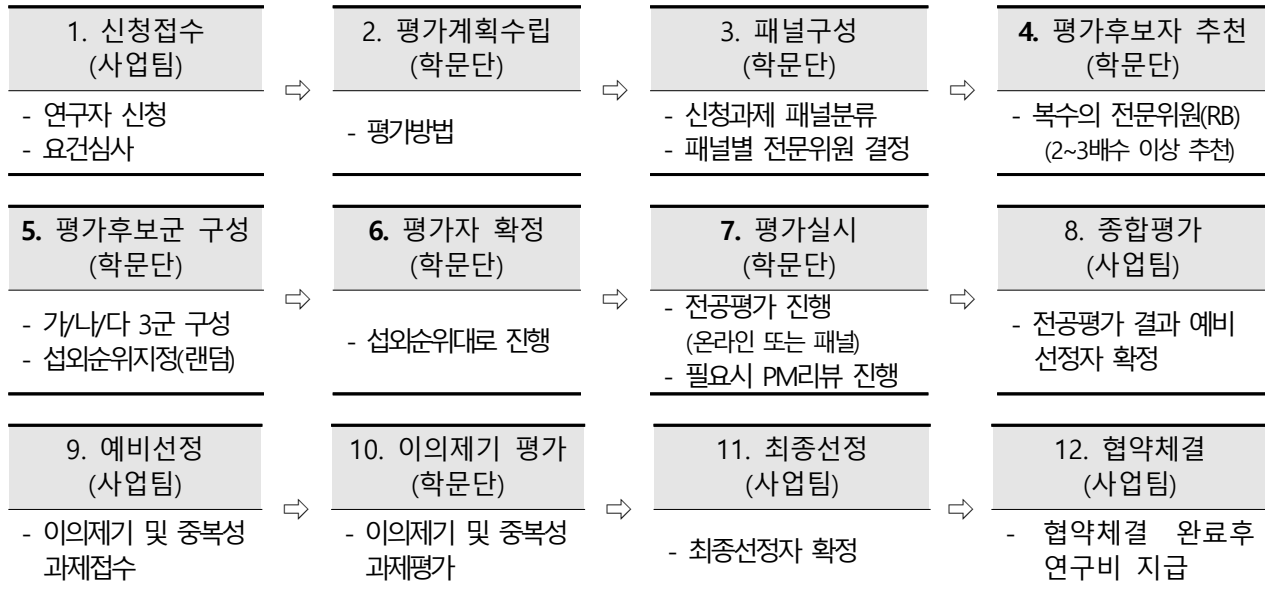 1. 신청접수
(사업팀)
- 연구자 신청
- 요건심사
⇨
2. 평가계획수립
(학문단)
- 평가방법
⇨
3. 패널구성
(학문단)
- 신청과제 패널분류
- 패널별 전문위원 결정
⇨
4. 평가후보자 추천
(학문단)
- 복수의 전문위원(RB)
(2~3배수 이상 추천)
5. 평가후보군 구성
(학문단)
- 가/나/다 3군 구성
- 섭외순위지정(랜덤)
⇨
6. 평가자 확정
(학문단)
- 섭외순위대로 진행
⇨
7. 평가실시
(학문단)
- 전공평가 진행
(온라인 또는 패널)
- 필요시 PM리뷰 진행
⇨
8. 종합평가
(사업팀)
- 전공평가 결과 예비
선정자 확정
9. 예비선정
(사업팀)
- 이의제기 및 중복성
과제접수
⇨
10. 이의제기 평가
(학문단)
- 이의제기 및 중복성
과제평가
⇨
11. 최종선정
(사업팀)
- 최종선정자 확정
⇨
12. 협약체결
(사업팀)
- 협약체결 완료후
연구비 지급